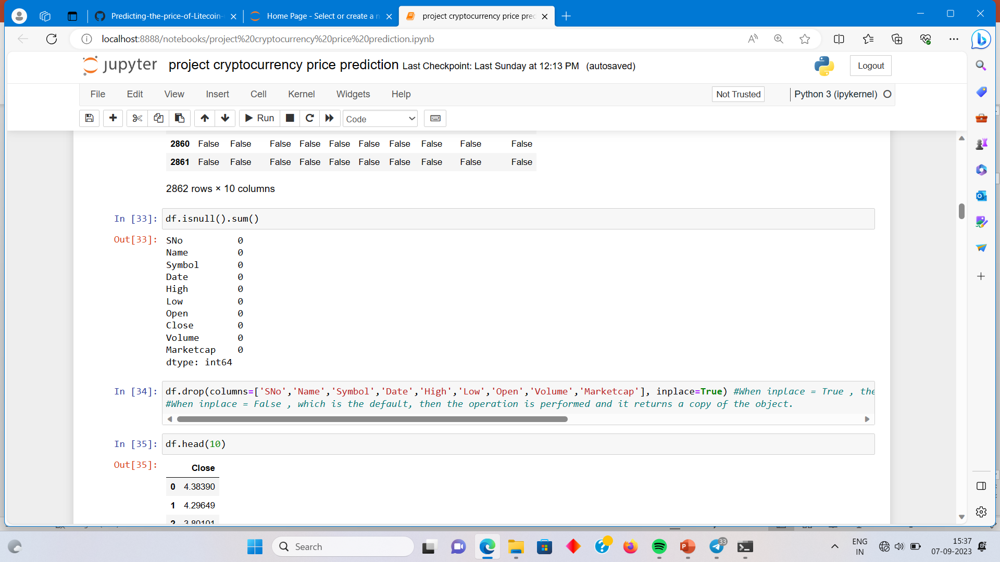 Predicting-the-price-of-Litecoin-
Home Page - Select or create a n
project cryptocurrency price prec
localhost:8888/notebooks/project%20cryptocurrency%20price%20prediction.ipynb
jupyter project cryptocurrency price prediction Last Checkpoint: Last Sunday at 12:13 PM (autosaved)
Logout
File Edit View Insert Cell Kernel Widgets Help
Not Trusted
Python 3 (ipykernel)
Run
Code
2860 False False False False False False False False False False
2861 False False False False False False False False False False
2862 rows × 10 columns
In [33]: df.isnull().sum()
Out[33]: SNo 0
Name 0
Symbol 0
Date 0
High 0
Low 0
Open 0
Close 0
Volume 0
Marketcap 0
dtype: int64
In [34]: df.drop(columns=['SNo','Name','Symbol','Date','High','Low','Open','Volume','Marketcap'], inplace=True) #When inplace = True , the
#When inplace = False , which is the default, then the operation is performed and it returns a copy of the object.
In [35]: df.head(10)
Out[35]:
Close
0 4.38390
1 4.29649
2 3.80101
Search
33
ENG
IN
15:37
07-09-2023